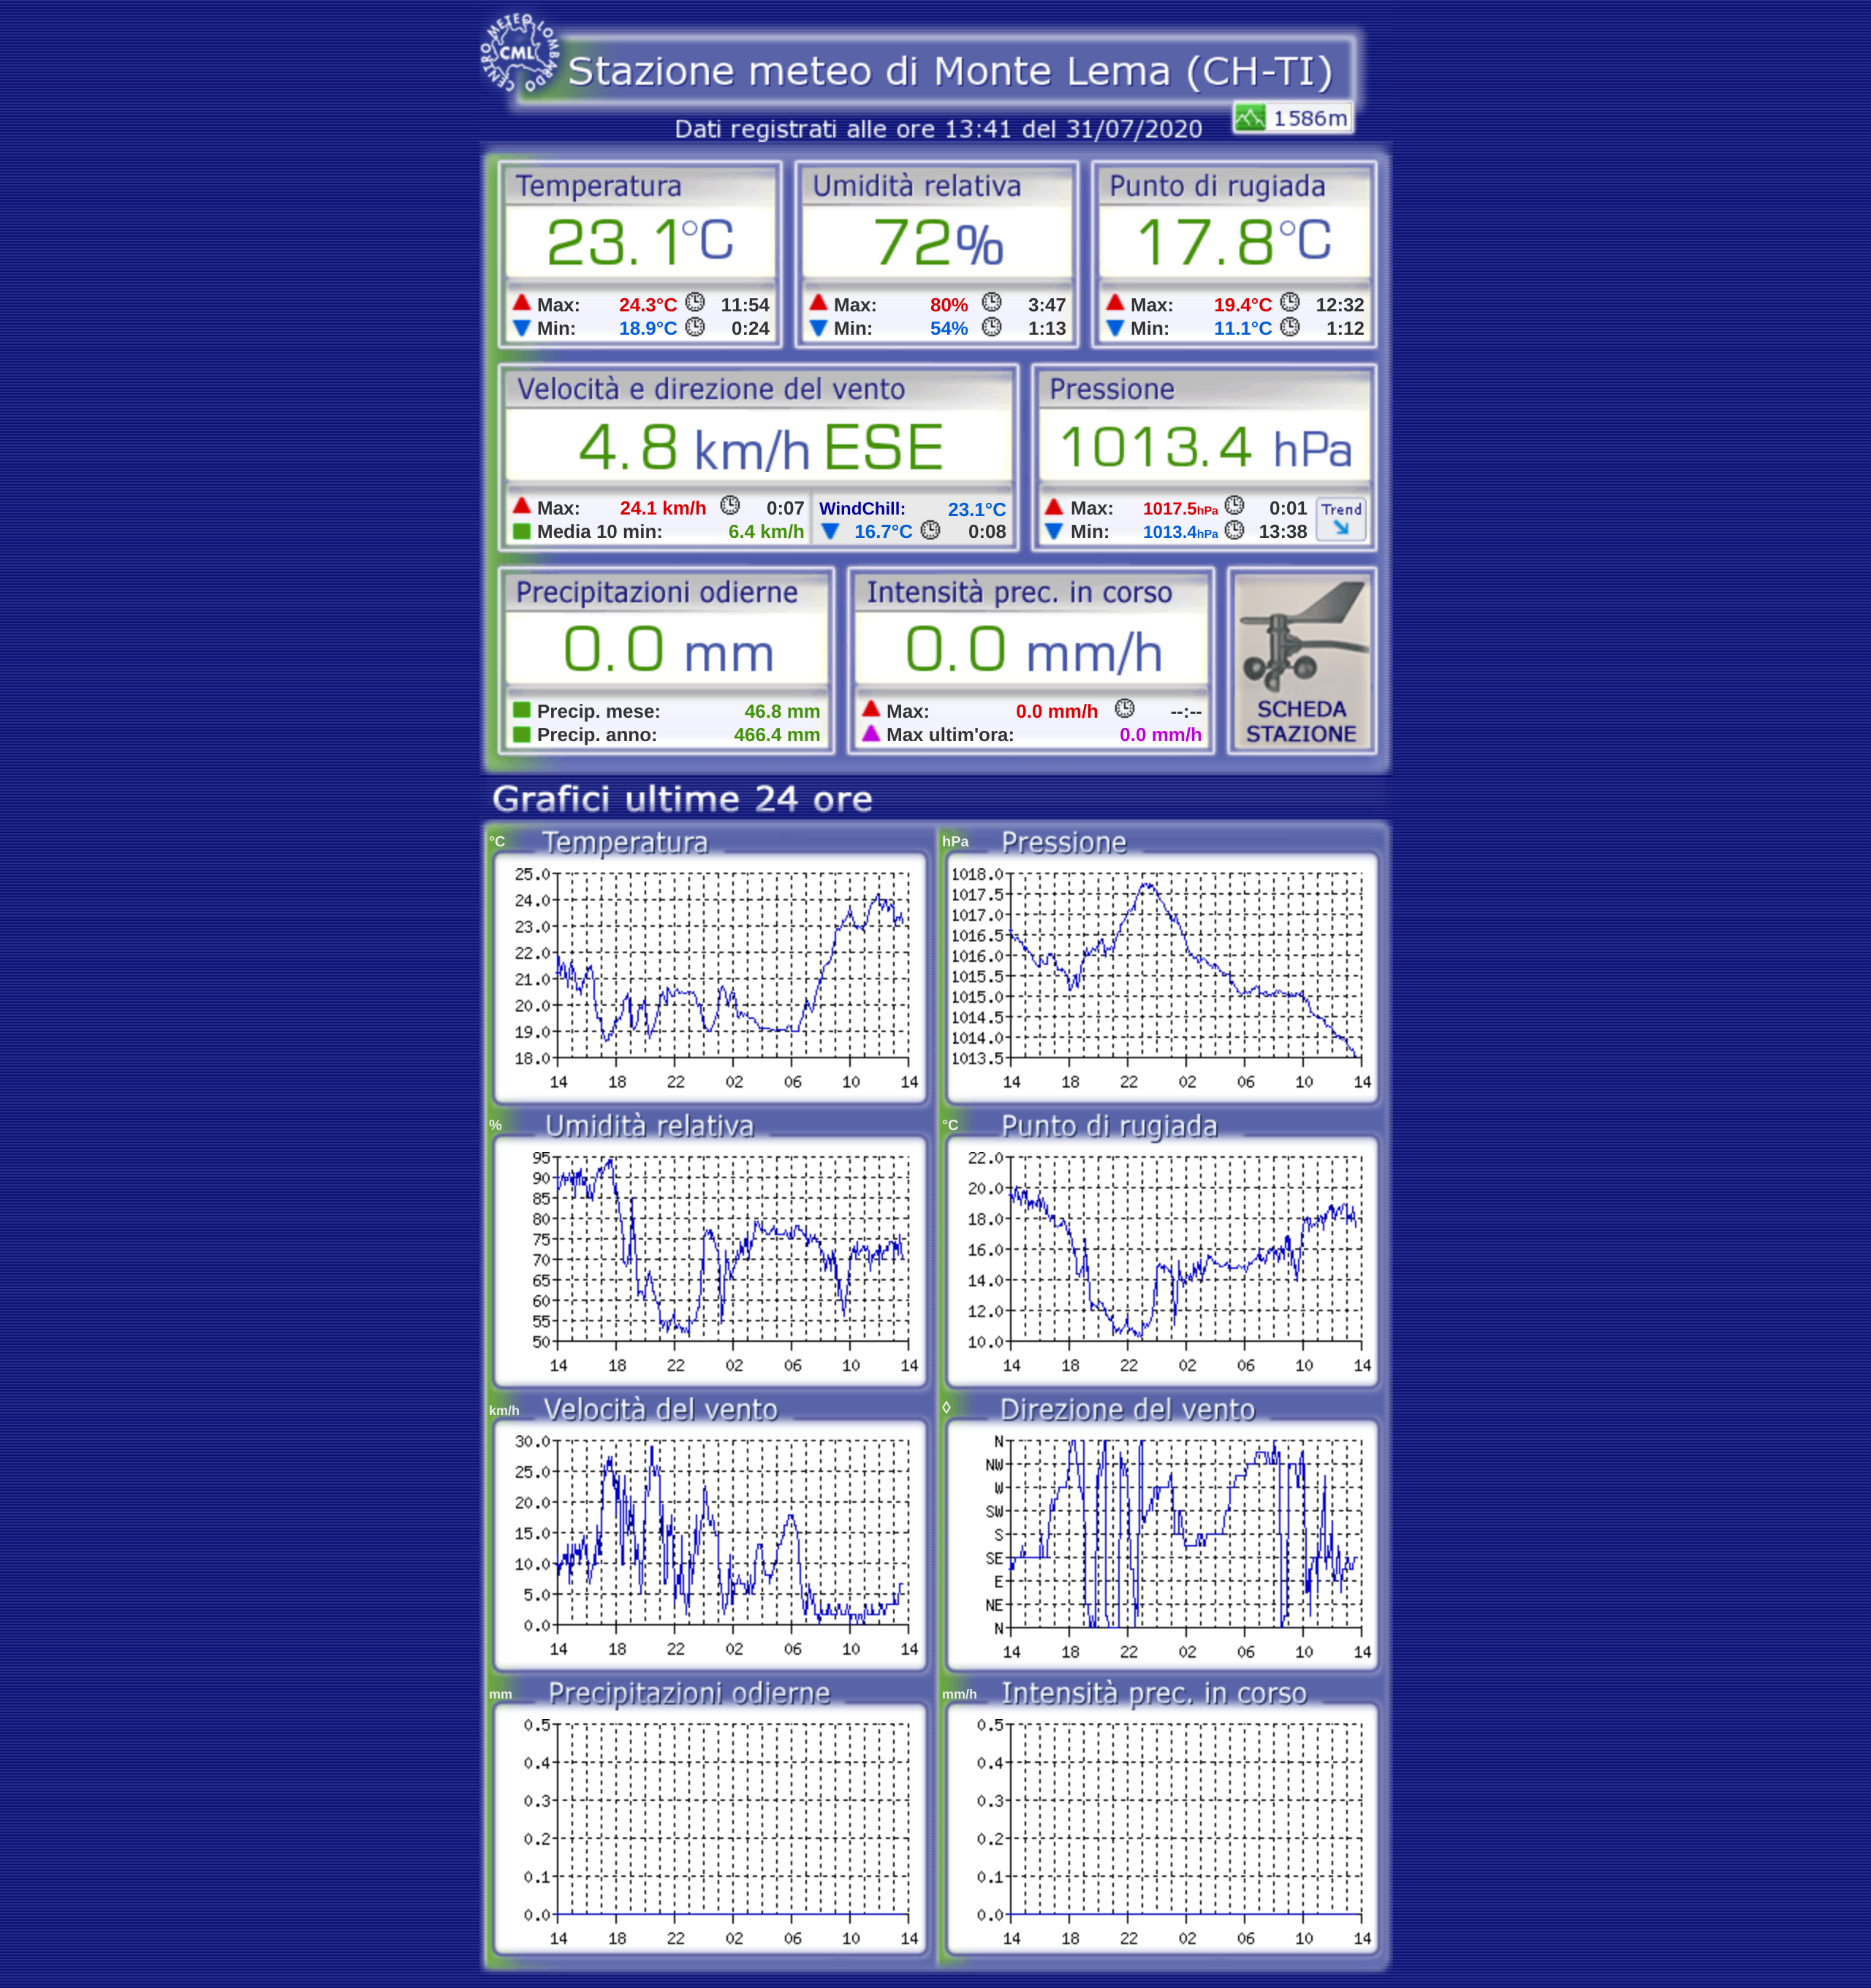 CENTRO METEO LOMBARDO
CML
Stazione meteo di Monte Lema (CH-TI)
1586m
Dati registrati alle ore 13:41 del 31/07/2020
Temperatura
23.1°C
Max: 24.3°C 11:54
Min: 18.9°C 0:24
Umidità relativa
72%
Max: 80% 3:47
Min: 54% 1:13
Punto di rugiada
17.8°C
Max: 19.4°C 12:32
Min: 11.1°C 1:12
Velocità e direzione del vento
4.8 km/h ESE
Max: 24.1 km/h 0:07
Media 10 min: 6.4 km/h
WindChill: 23.1°C
16.7°C 0:08
Pressione
1013.4 hPa
Max: 1017.5hPa 0:01
Min: 1013.4hPa 13:38
Trend
Precipitazioni odierne
0.0 mm
Precip. mese: 46.8 mm
Precip. anno: 466.4 mm
Intensità prec. in corso
0.0 mm/h
Max: 0.0 mm/h --:--
Max ultim'ora: 0.0 mm/h
SCHEDA
STAZIONE
Grafici ultime 24 ore
°C Temperatura
25.0
24.0
23.0
22.0
21.0
20.0
19.0
18.0
14 18 22 02 06 10 14
hPa Pressione
1018.0
1017.5
1017.0
1016.5
1016.0
1015.5
1015.0
1014.5
1014.0
1013.5
14 18 22 02 06 10 14
% Umidità relativa
95
90
85
80
75
70
65
60
55
50
14 18 22 02 06 10 14
°C Punto di rugiada
22.0
20.0
18.0
16.0
14.0
12.0
10.0
14 18 22 02 06 10 14
km/h Velocità del vento
30.0
25.0
20.0
15.0
10.0
5.0
0.0
14 18 22 02 06 10 14
◊ Direzione del vento
N
NW
W
SW
S
SE
E
NE
N
14 18 22 02 06 10 14
mm Precipitazioni odierne
0.5
0.4
0.3
0.2
0.1
0.0
14 18 22 02 06 10 14
mm/h Intensità prec. in corso
0.5
0.4
0.3
0.2
0.1
0.0
14 18 22 02 06 10 14